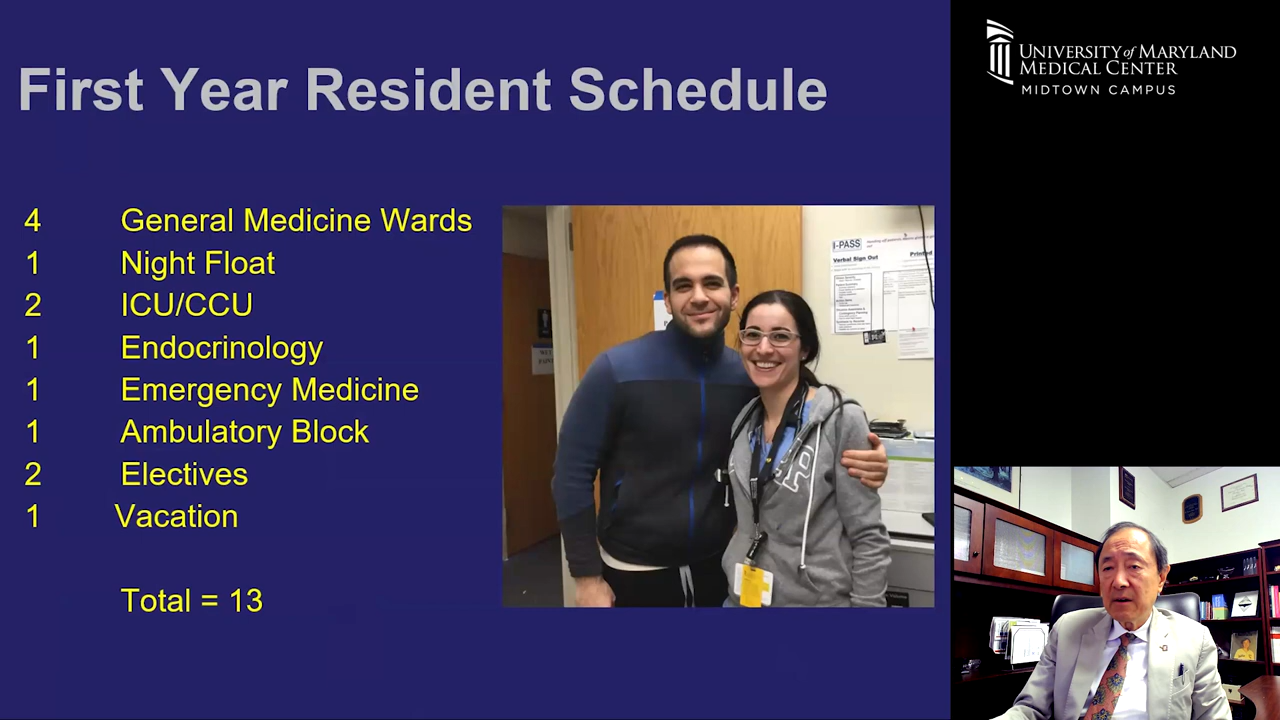 First Year Resident Schedule
4 General Medicine Wards
1 Night Float
2 ICU/CCU
1 Endocrinology
1 Emergency Medicine
1 Ambulatory Block
2 Electives
1 Vacation
Total = 13
UNIVERSITY of MARYLAND
MEDICAL CENTER
MIDTOWN CAMPUS
I-PASS
Verbal Sign Out
Printed